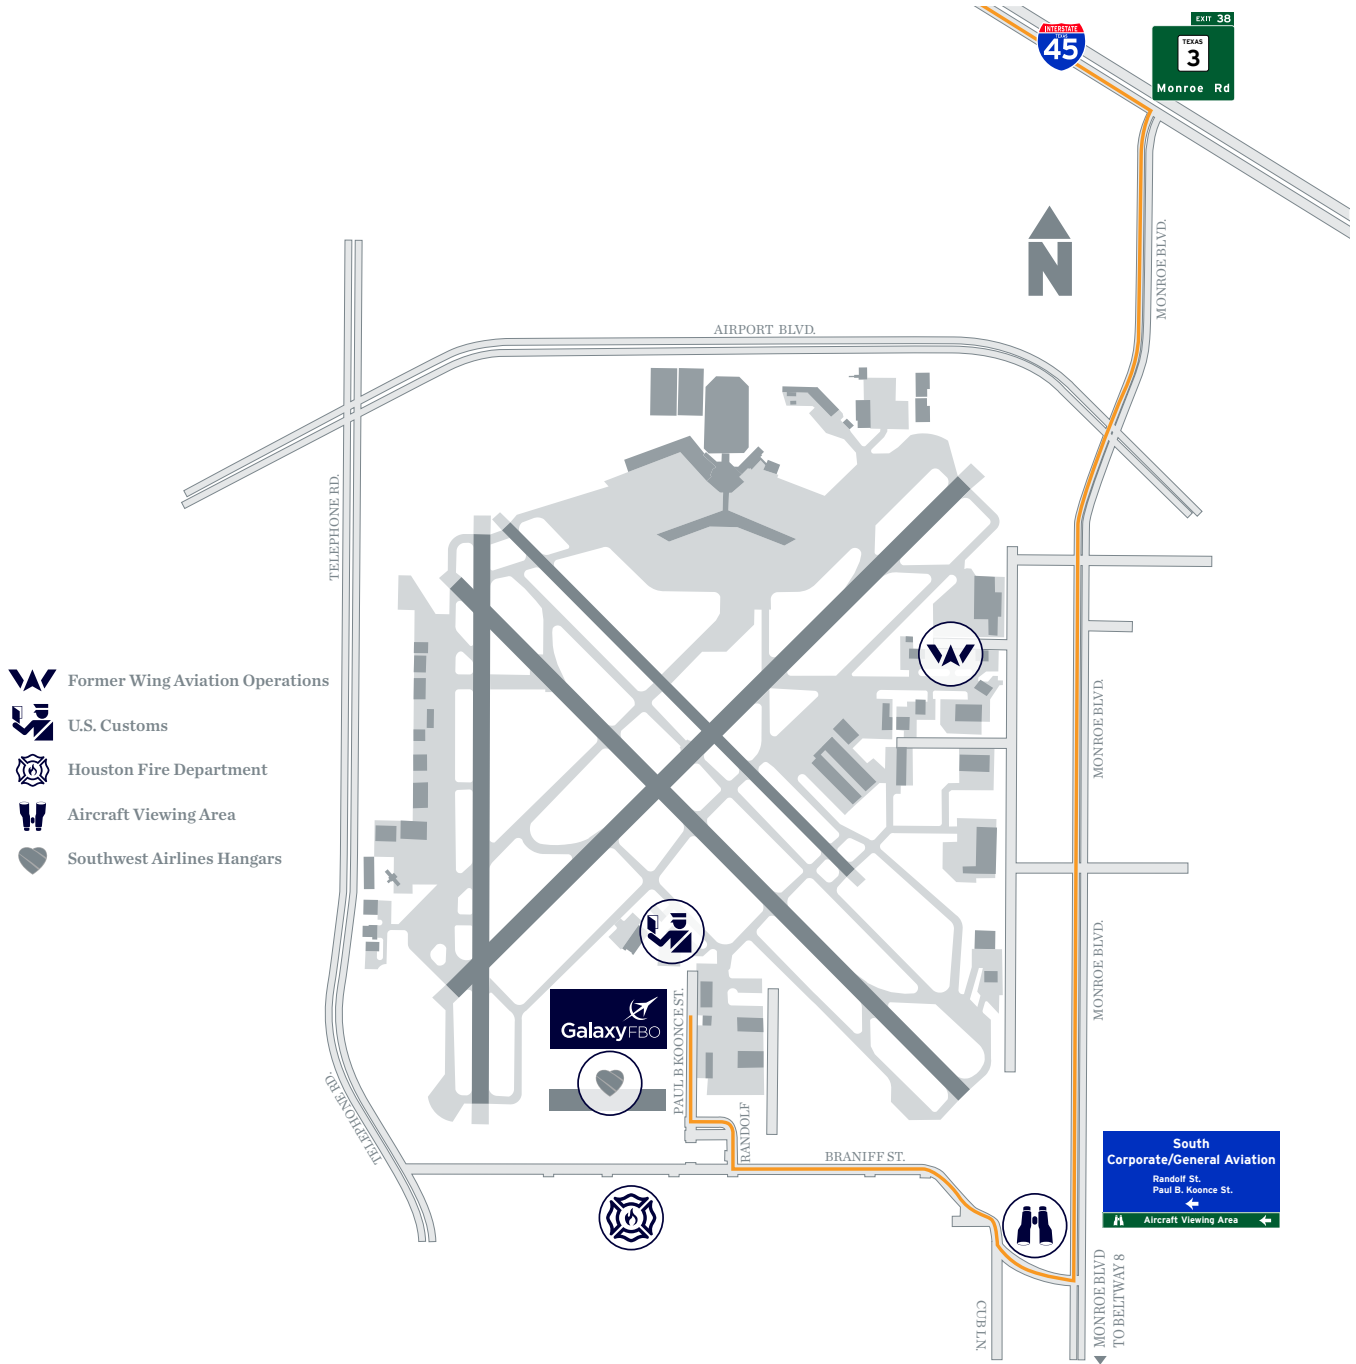 EXIT 38
INTERSTATE
TEXAS
45
TEXAS
3
Monroe Rd
MONROE BLVD.
N
AIRPORT BLVD.
TELEPHONE RD.
Former Wing Aviation Operations
U.S. Customs
Houston Fire Department
Aircraft Viewing Area
Southwest Airlines Hangars
MONROE BLVD.
MONROE BLVD.
GalaxyFBO
PAUL B KOONCE ST.
TELEPHONE RD.
RANDOLF
BRANIFF ST.
South
Corporate/General Aviation
Randolf St.
Paul B. Koonce St.
Aircraft Viewing Area
CUB LN.
MONROE BLVD
TO BELTWAY 8